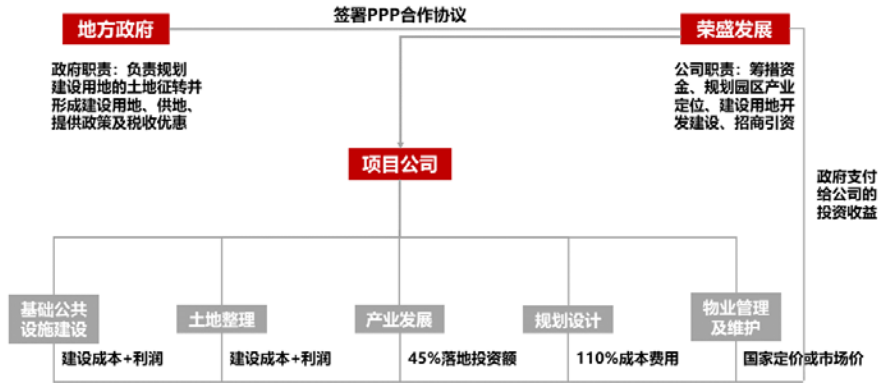 签署PPP合作协议
地方政府
荣盛发展
政府职责：负责规划
建设用地的土地征转并
形成建设用地、供地、
提供政策及税收优惠
公司职责：筹措资
金、规划园区产业
定位、建设用地开
发建设、招商引资
项目公司
政府支付
给公司的
投资收益
基础公共
设施建设
土地整理
产业发展
规划设计
物业管理
及维护
建设成本+利润
建设成本+利润
45%落地投资额
110%成本费用
国家定价或市场价